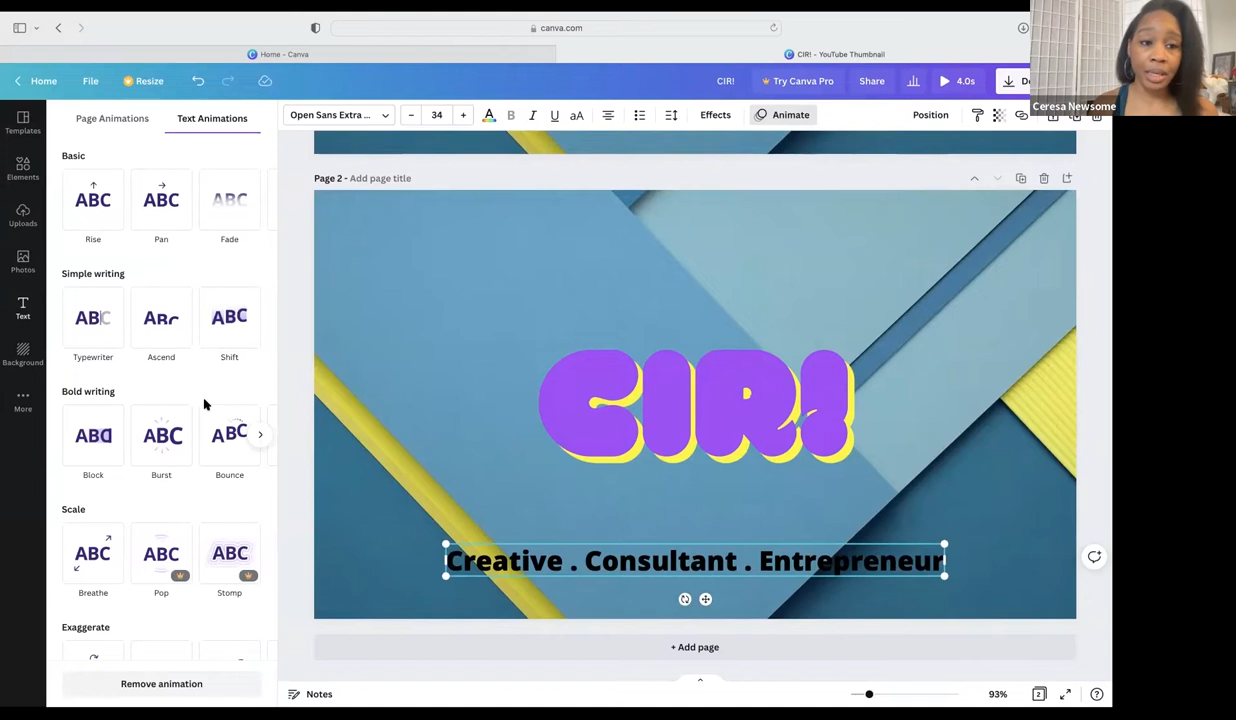 canva.com
Home - Canva
CIR! - YouTube Thumbnail
Home
File
Resize
CIR!
Try Canva Pro
Share
4.0s
Ceresa Newsome
Page Animations
Text Animations
Open Sans Extra ...
34
A
B
I
U
aA
Effects
Animate
Position
Templates
Elements
Uploads
Photos
Text
Background
More
Basic
ABC
ABC
ABC
Rise
Pan
Fade
Simple writing
ABC
ABC
ABC
Typewriter
Ascend
Shift
Bold writing
ABC
ABC
ABC
Block
Burst
Bounce
Scale
ABC
ABC
ABC
Breathe
Pop
Stomp
Exaggerate
Remove animation
Page 2 - Add page title
CIR!
Creative . Consultant . Entrepreneur
+ Add page
Notes
93%
2